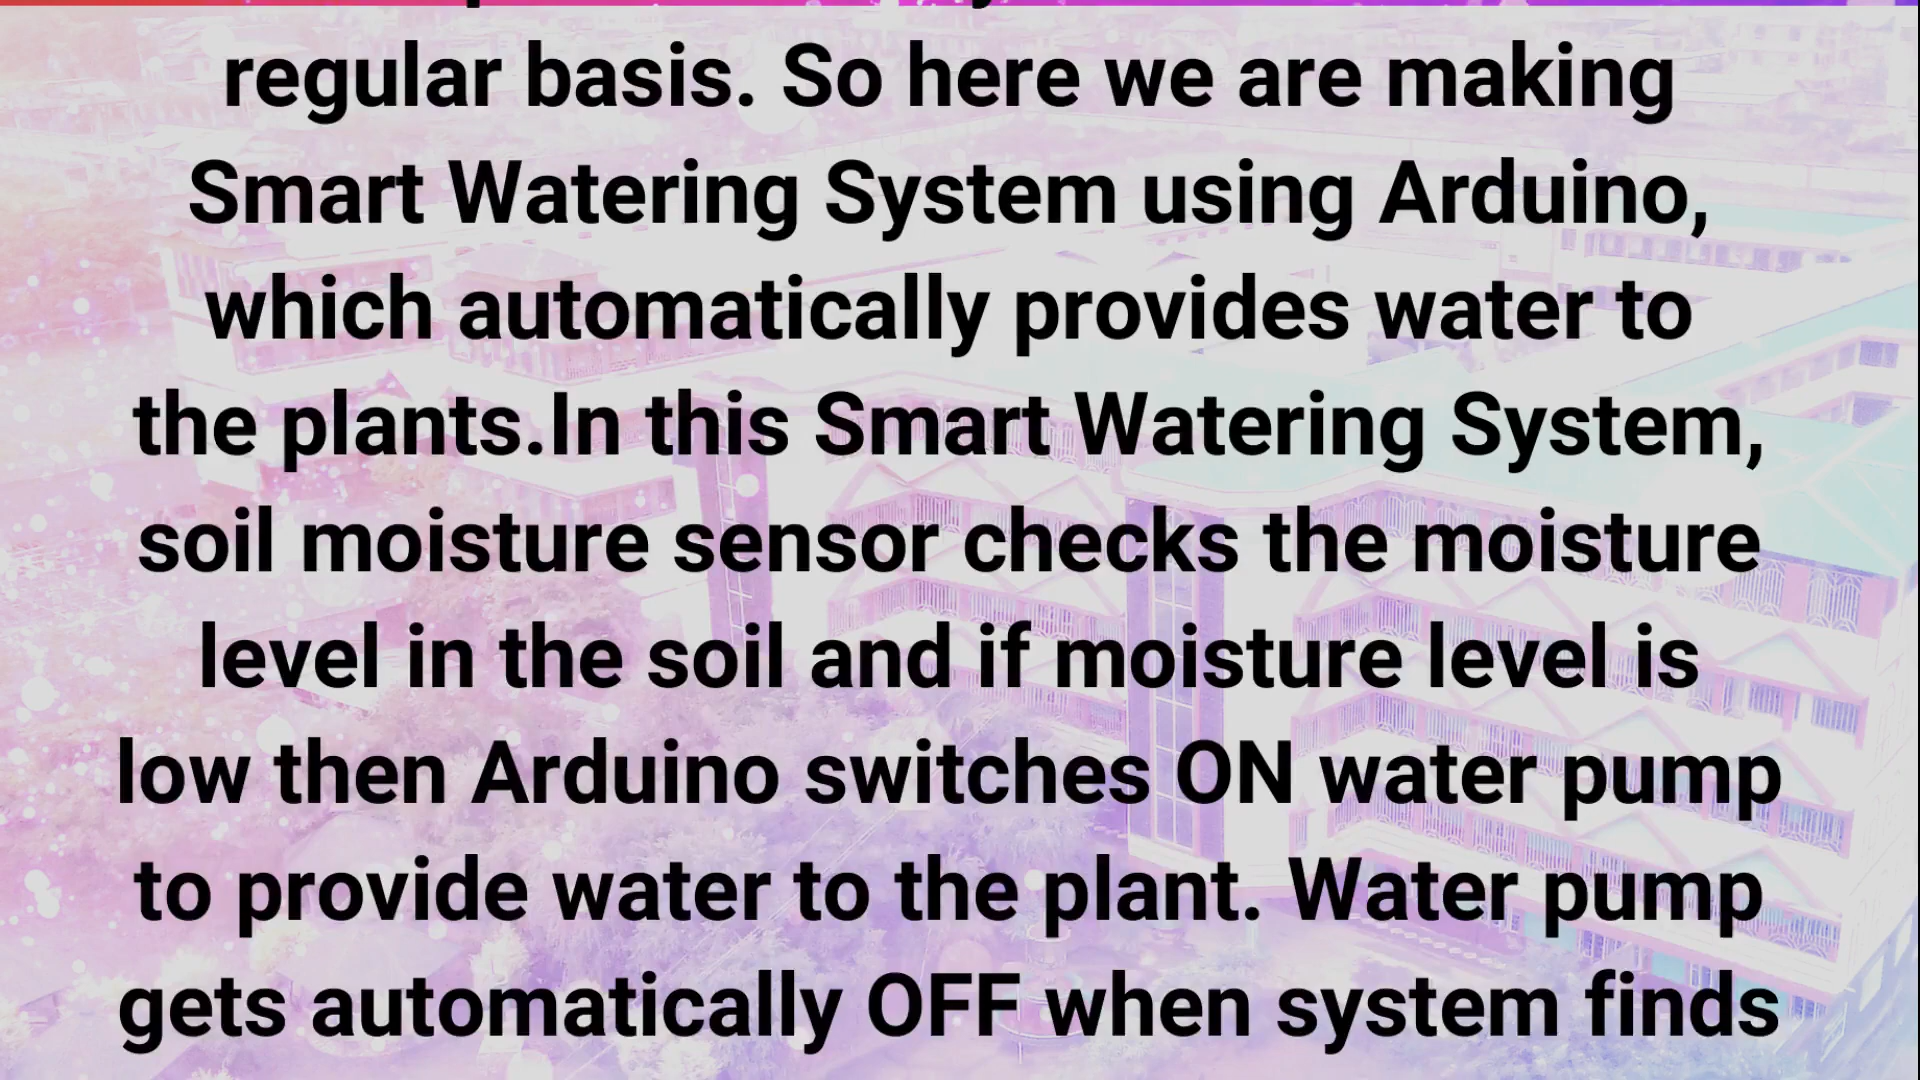 regular basis. So here we are making
Smart Watering System using Arduino,
which automatically provides water to
the plants.In this Smart Watering System,
soil moisture sensor checks the moisture
level in the soil and if moisture level is
low then Arduino switches ON water pump
to provide water to the plant. Water pump
gets automatically OFF when system finds